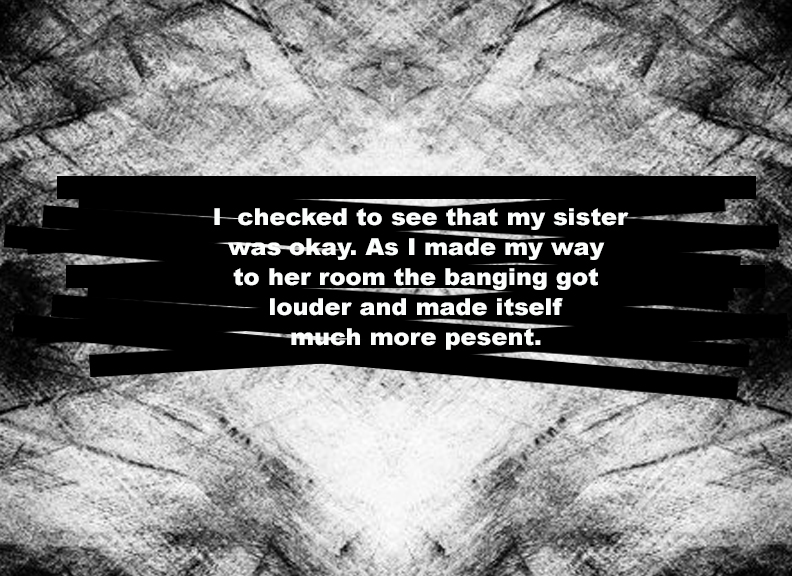 I checked to see that my sister
was okay. As I made my way
to her room the banging got
louder and made itself
much more pesent.